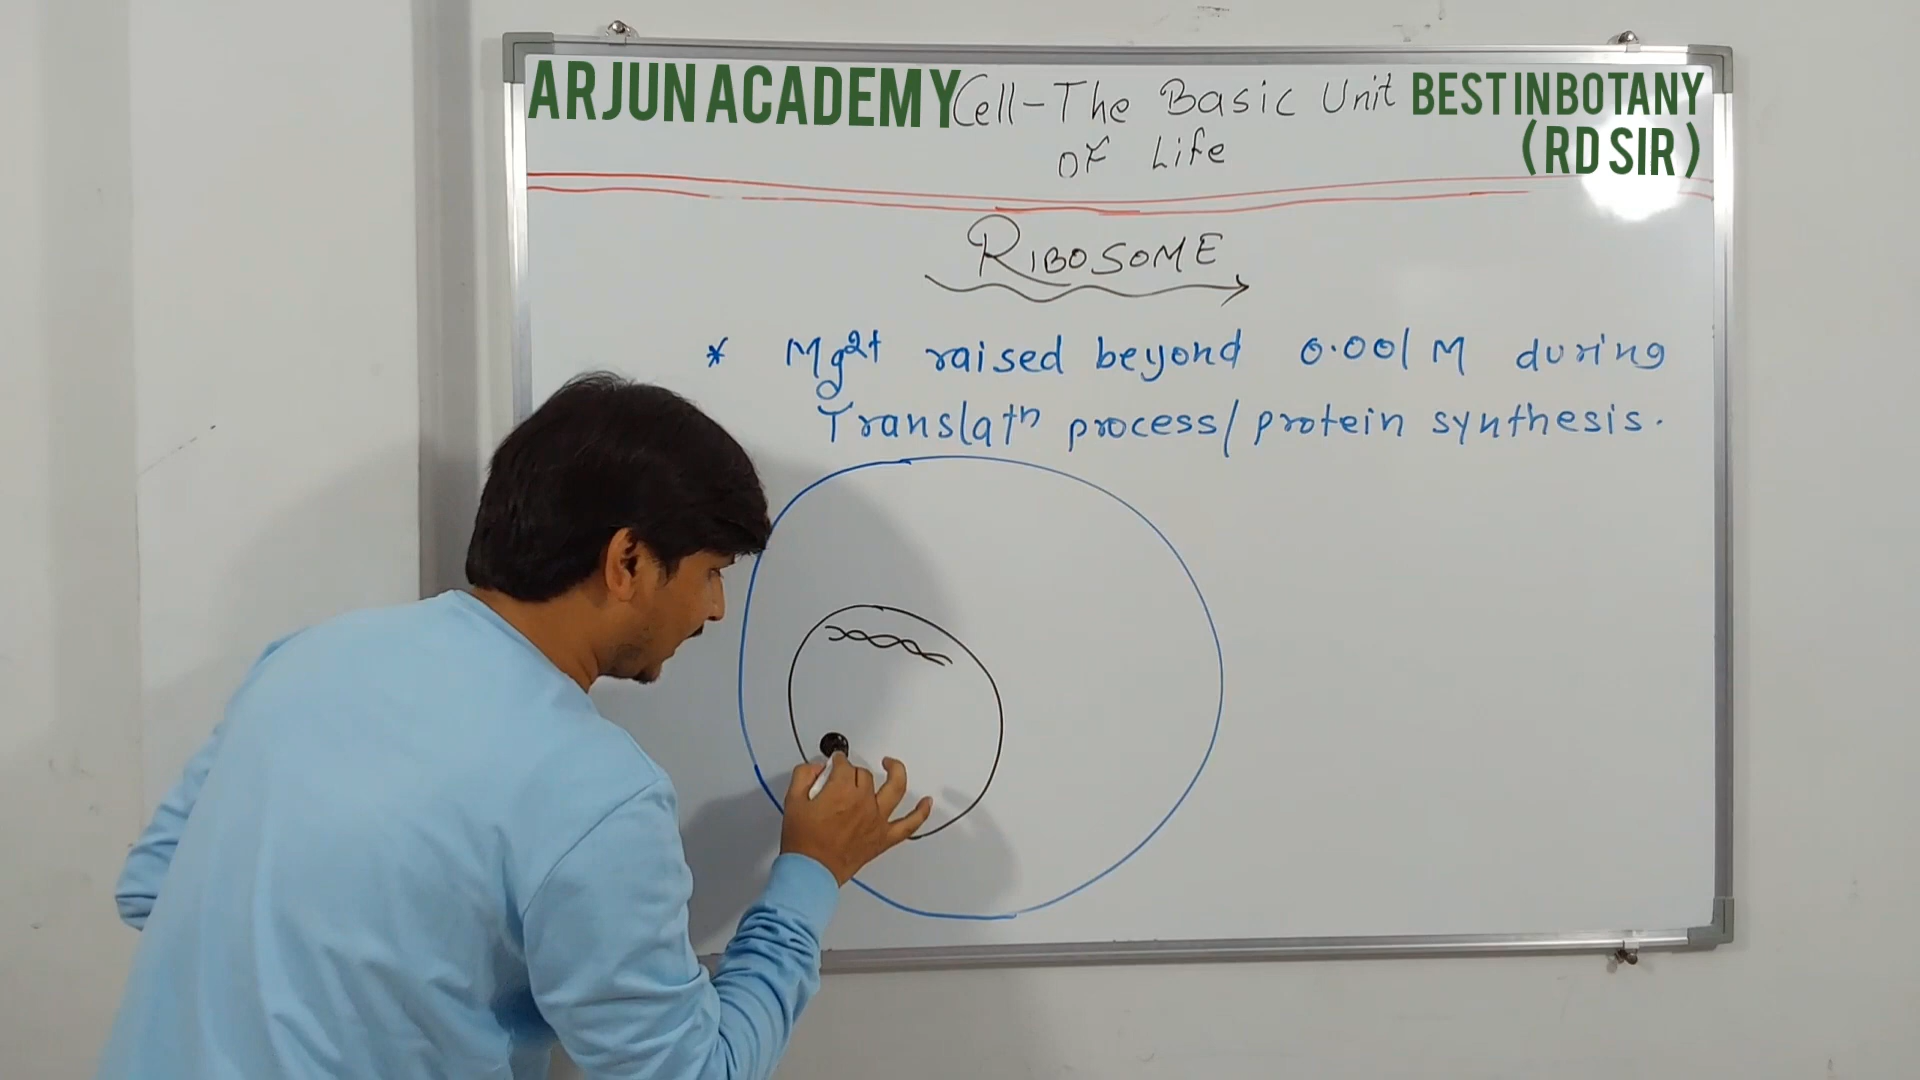 ARJUN ACADEMY Cell-The Basic Unit BEST IN BOTANY
of Life (RD SIR)
RIBOSOME
* Mg2+ raised beyond 0.001 M during
Translatn process/protein synthesis.